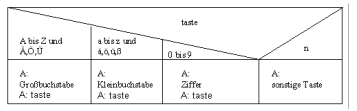 taste
A bis Z und
Ä,Ö,Ü
a bis z und
ä,ö,ü,ß
0 bis 9
n
A:
Großbuchstabe
A: taste
A:
Kleinbuchstabe
A: taste
A:
Ziffer
A: taste
A:
sonstige Taste